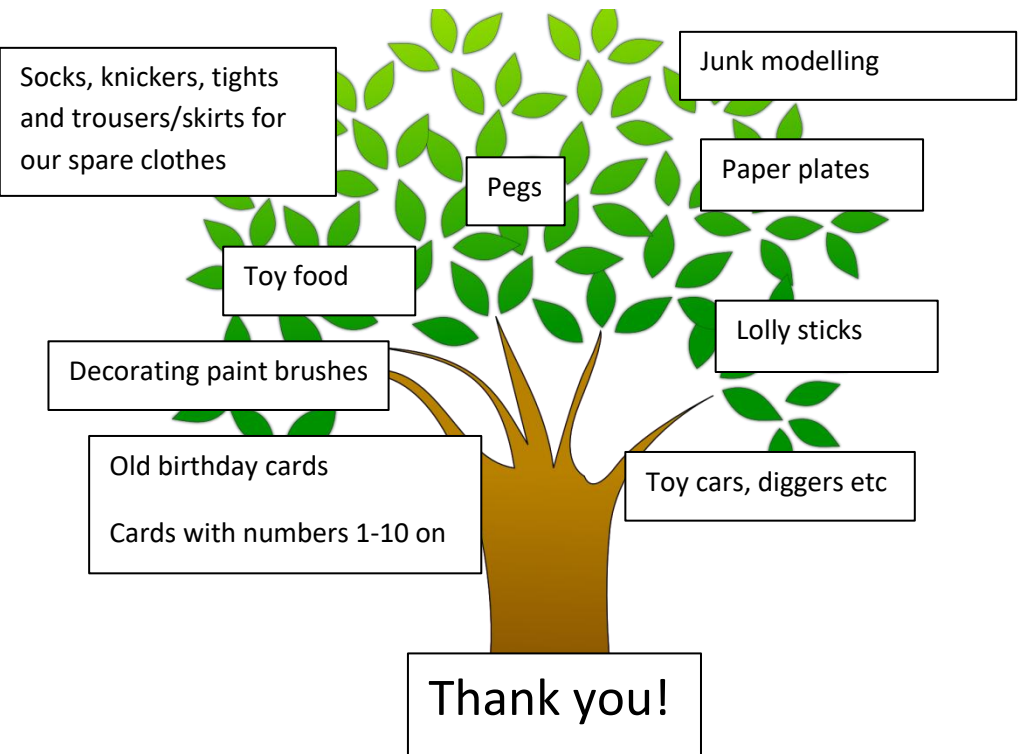 Socks, knickers, tights
and trousers/skirts for
our spare clothes
Junk modelling
Pegs
Paper plates
Toy food
Lolly sticks
Decorating paint brushes
Old birthday cards
Cards with numbers 1-10 on
Toy cars, diggers etc
Thank you!